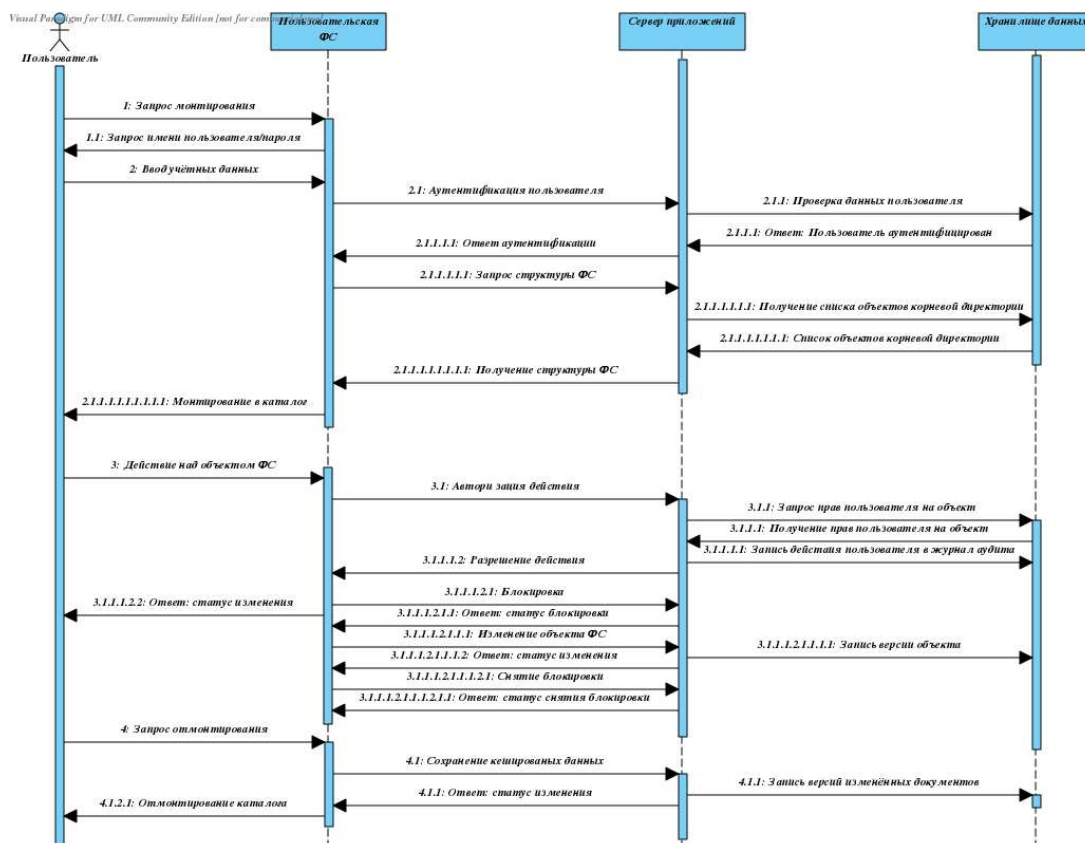 Visual Paradigm for UML Community Edition [not for
Пользователь
Пользовательская
ФС
Сервер приложений
Хранилище данных
1: Запрос монтирования
1.1: Запрос имени пользователя/пароля
2: Ввод учётных данных
2.1: Аутентификация пользователя
2.1.1: Проверка данных пользователя
2.1.1.1: Ответ: Пользователь аутентифицирован
2.1.1.1.1: Ответ аутентификации
2.1.1.1.1.1: Запрос структуры ФС
2.1.1.1.1.1.1: Получение списка объектов корневой директории
2.1.1.1.1.1.1.1: Список объектов корневой директории
2.1.1.1.1.1.1.1.1: Получение структуры ФС
2.1.1.1.1.1.1.1.1.1: Монтирование в каталог
3: Действие над объектом ФС
3.1: Автори зация действия
3.1.1: Запрос прав пользователя на объект
3.1.1.1: Получение прав пользователя на объект
3.1.1.1.1: Запись действия пользователя в журнал аудита
3.1.1.1.2: Разрешение действия
3.1.1.1.2.1: Блокировка
3.1.1.1.2.2: Ответ: статус изменения
3.1.1.1.2.1.1: Ответ: статус блокировки
3.1.1.1.2.1.1.1: Изменение объекта ФС
3.1.1.1.2.1.1.1.1: Запись версии объекта
3.1.1.1.2.1.1.1.2: Ответ: статус изменения
3.1.1.1.2.1.1.1.2.1: Снятие блокировки
3.1.1.1.2.1.1.1.2.1.1: Ответ: статус снятия блокировки
4: Запрос отмонтирования
4.1: Сохранение кешированых данных
4.1.1: Запись версий изменённых документов
4.1.1: Ответ: статус изменения
4.1.2.1: Отмонтирование каталога